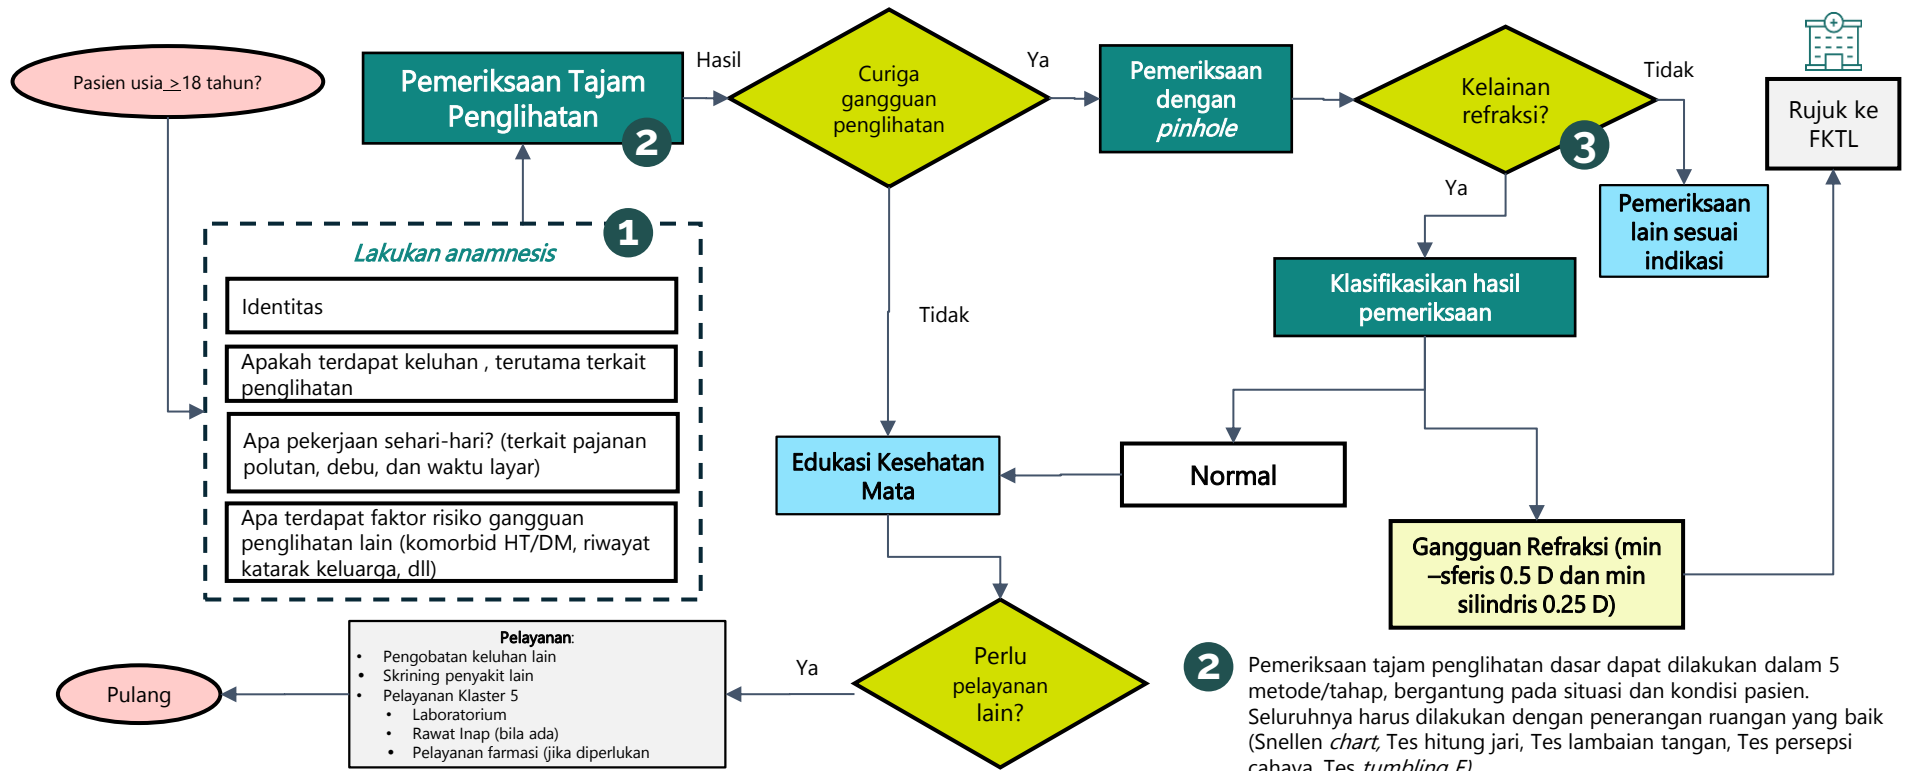 Pasien usia >18 tahun?
Pemeriksaan Tajam
Penglihatan
2
Hasil
Curiga
gangguan
penglihatan
Ya
Pemeriksaan
dengan
pinhole
Kelainan
refraksi?
3
Tidak
Rujuk ke
FKTL
Ya
Pemeriksaan
lain sesuai
indikasi
1
Lakukan anamnesis
Identitas
Apakah terdapat keluhan , terutama terkait
penglihatan
Apa pekerjaan sehari-hari? (terkait pajanan
polutan, debu, dan waktu layar)
Apa terdapat faktor risiko gangguan
penglihatan lain (komorbid HT/DM, riwayat
katarak keluarga, dll)
Tidak
Klasifikasikan hasil
pemeriksaan
Edukasi Kesehatan
Mata
Normal
Gangguan Refraksi (min
–sferis 0.5 D dan min
silindris 0.25 D)
Perlu
pelayanan
lain?
Ya
Pelayanan:
• Pengobatan keluhan lain
• Skrining penyakit lain
• Pelayanan Klaster 5
• Laboratorium
• Rawat Inap (bila ada)
• Pelayanan farmasi (jika diperlukan
Pulang
2
Pemeriksaan tajam penglihatan dasar dapat dilakukan dalam 5
metode/tahap, bergantung pada situasi dan kondisi pasien.
Seluruhnya harus dilakukan dengan penerangan ruangan yang baik
(Snellen chart, Tes hitung jari, Tes lambaian tangan, Tes persepsi
cahaya, Tes tumbling E)